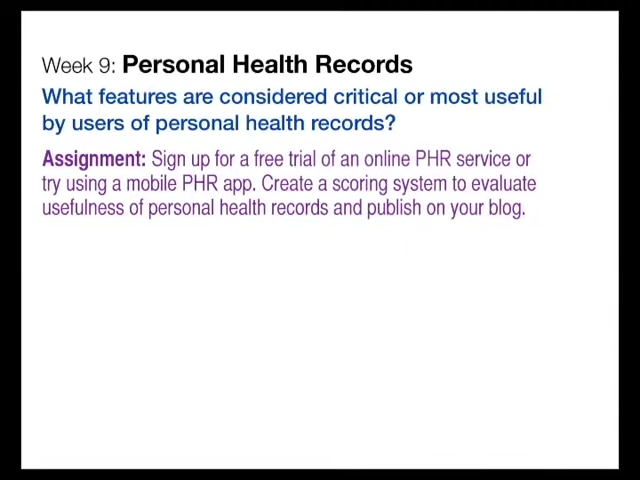 Week 9: Personal Health Records
What features are considered critical or most useful
by users of personal health records?
Assignment: Sign up for a free trial of an online PHR service or
try using a mobile PHR app. Create a scoring system to evaluate
usefulness of personal health records and publish on your blog.